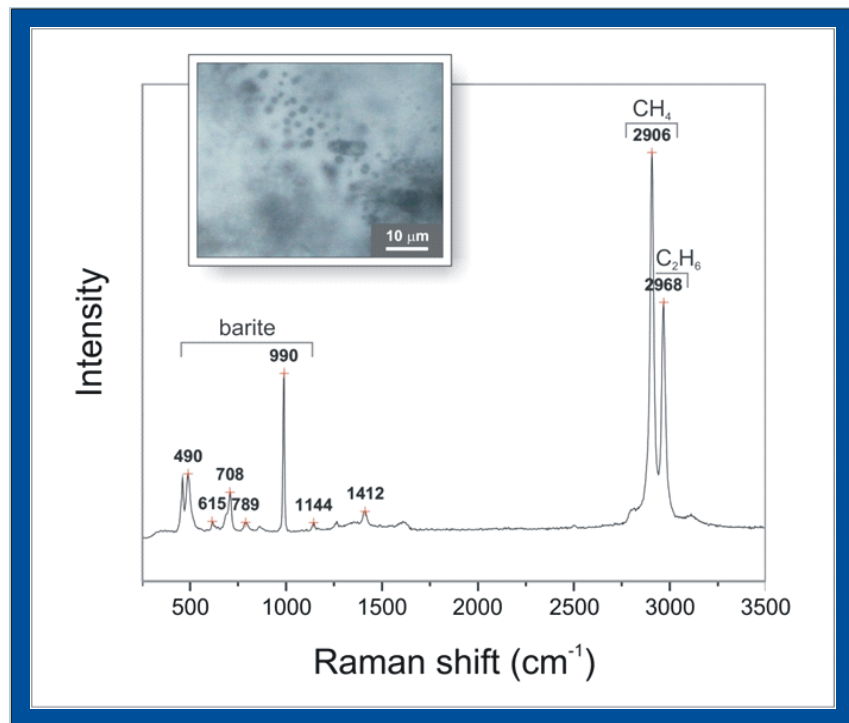 CH₄
2906
C₂H₆
2968
10 μm
barite
990
490
708
615
789
1144
1412
Intensity
500
1000
1500
2000
2500
3000
3500
Raman shift (cm⁻¹)